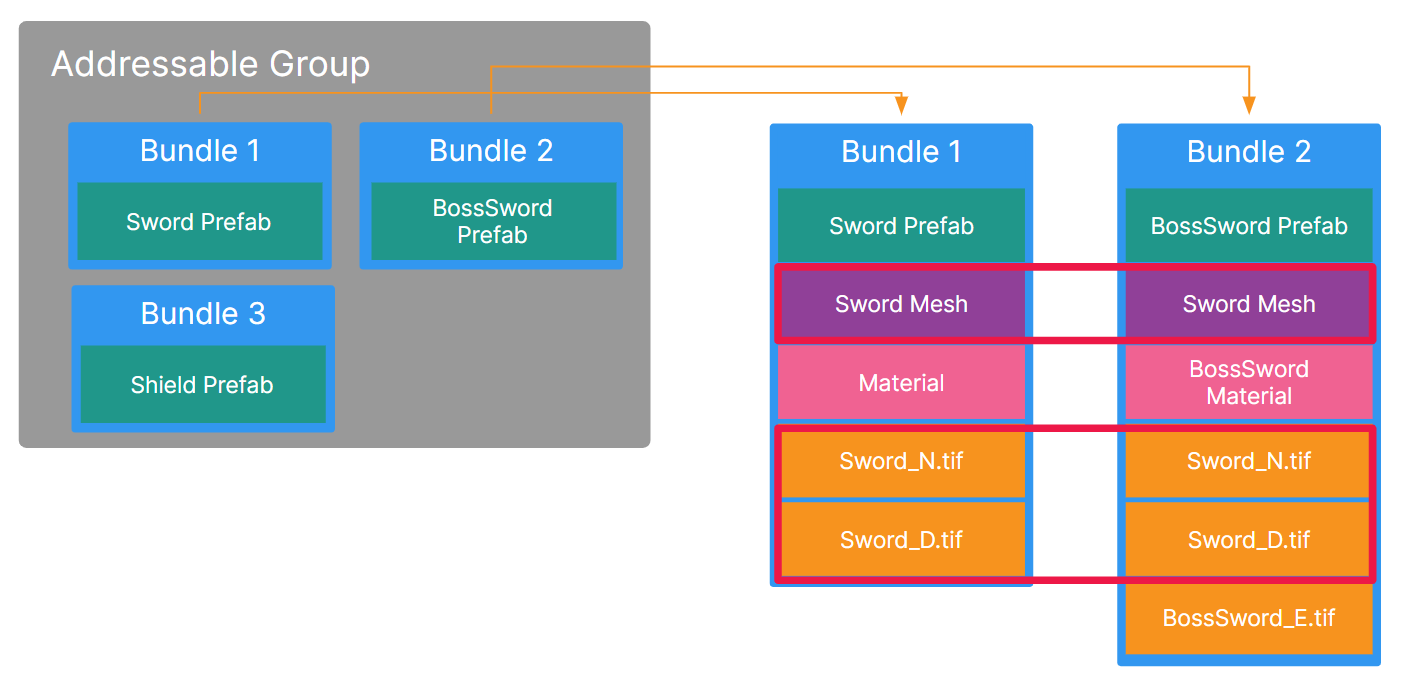 Addressable Group
Bundle 1
Sword Prefab
Bundle 2
BossSword
Prefab
Bundle 3
Shield Prefab
Bundle 1
Sword Prefab
Sword Mesh
Material
Sword_N.tif
Sword_D.tif
Bundle 2
BossSword Prefab
Sword Mesh
BossSword
Material
Sword_N.tif
Sword_D.tif
BossSword_E.tif